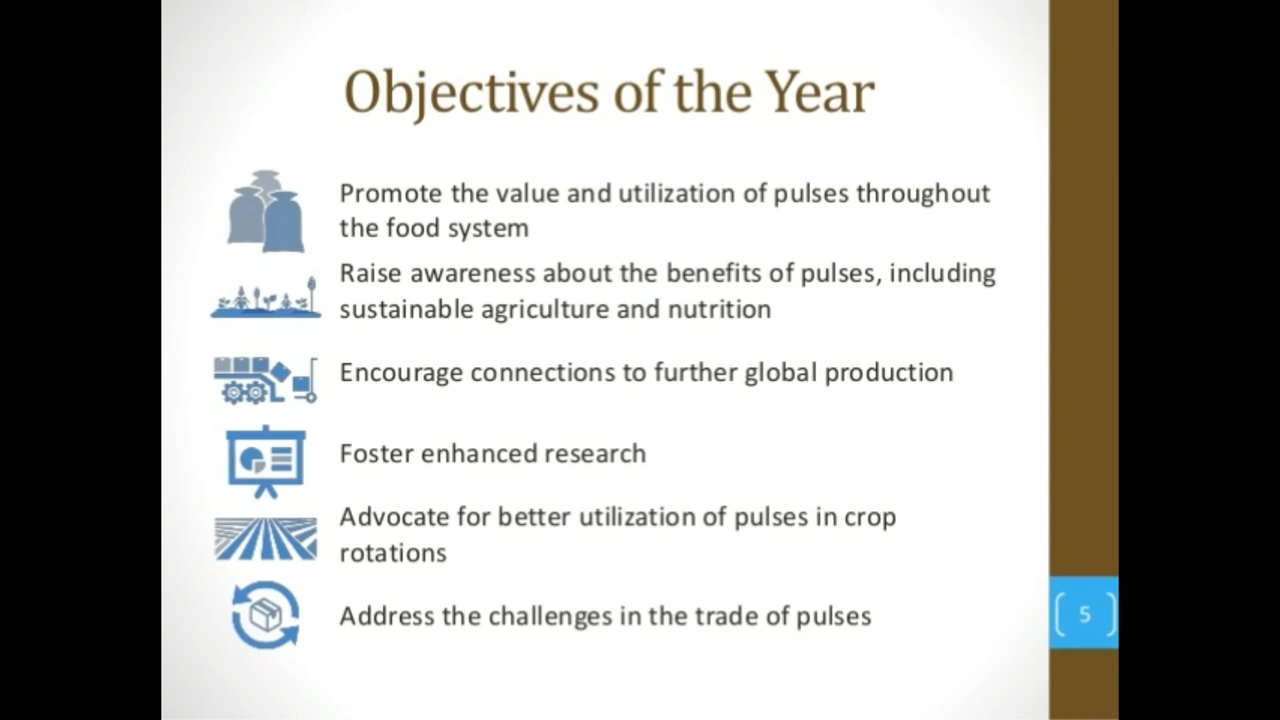 Objectives of the Year
Promote the value and utilization of pulses throughout
the food system
Raise awareness about the benefits of pulses, including
sustainable agriculture and nutrition
Encourage connections to further global production
Foster enhanced research
Advocate for better utilization of pulses in crop
rotations
Address the challenges in the trade of pulses
5